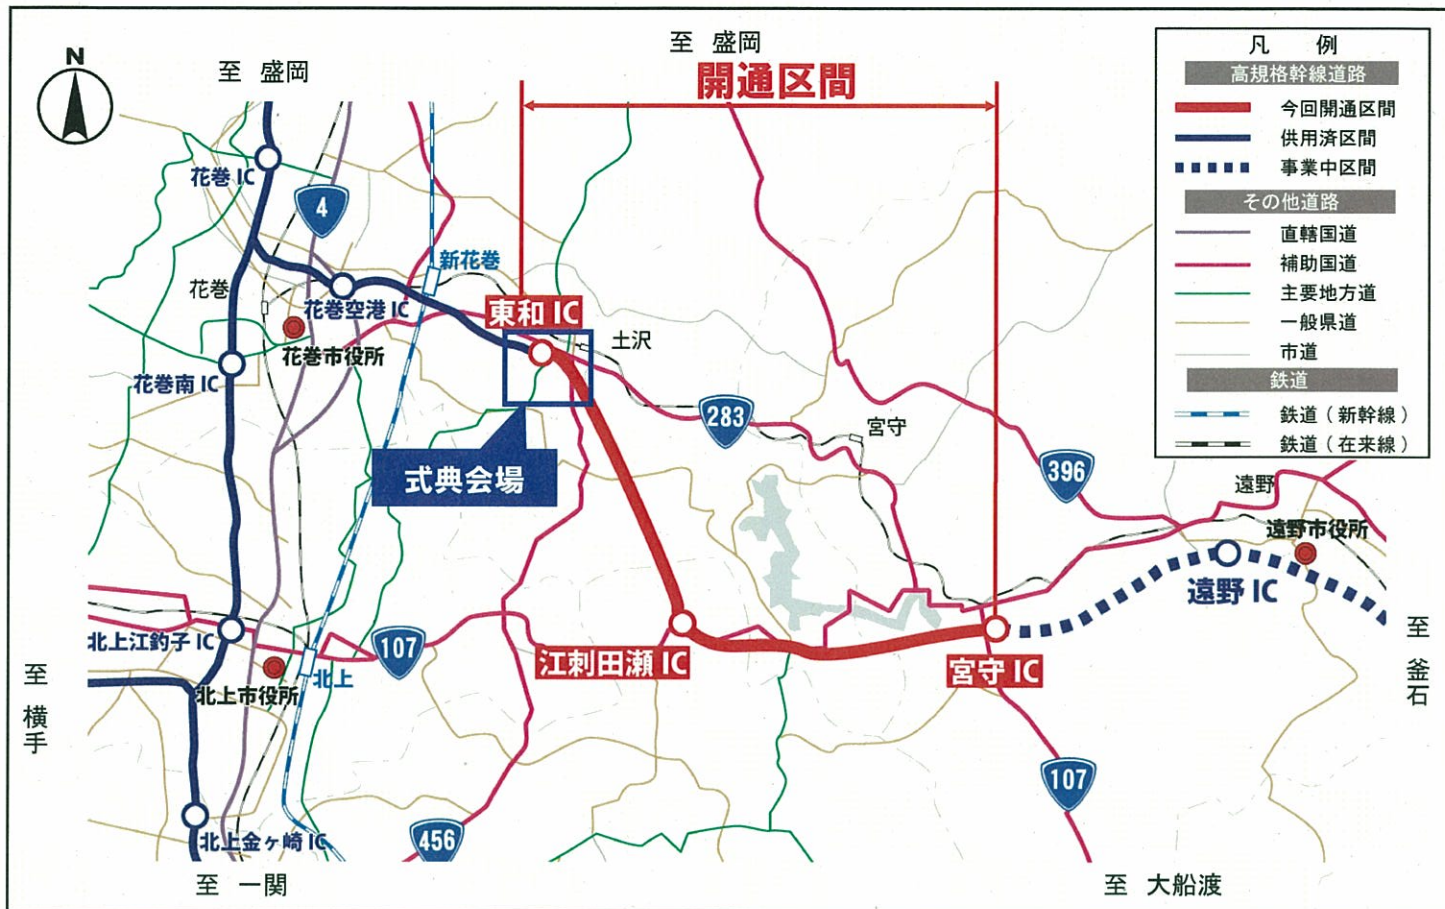 N
至 盛岡
至 盛岡
開通区間
凡 例
高規格幹線道路
今回開通区間
供用済区間
事業中区間
その他道路
直轄国道
補助国道
主要地方道
一般県道
市道
鉄道
鉄道（新幹線）
鉄道（在来線）
花巻 IC
4
新花巻
花巻
花巻空港 IC
東和 IC
土沢
花巻市役所
花巻南 IC
283
宮守
式典会場
396
遠野
遠野市役所
遠野 IC
北上江釣子 IC
107
江刺田瀬 IC
宮守 IC
至 釜石
至 横手
北上市役所
北上
107
北上金ヶ崎 IC
456
至 一関
至 大船渡